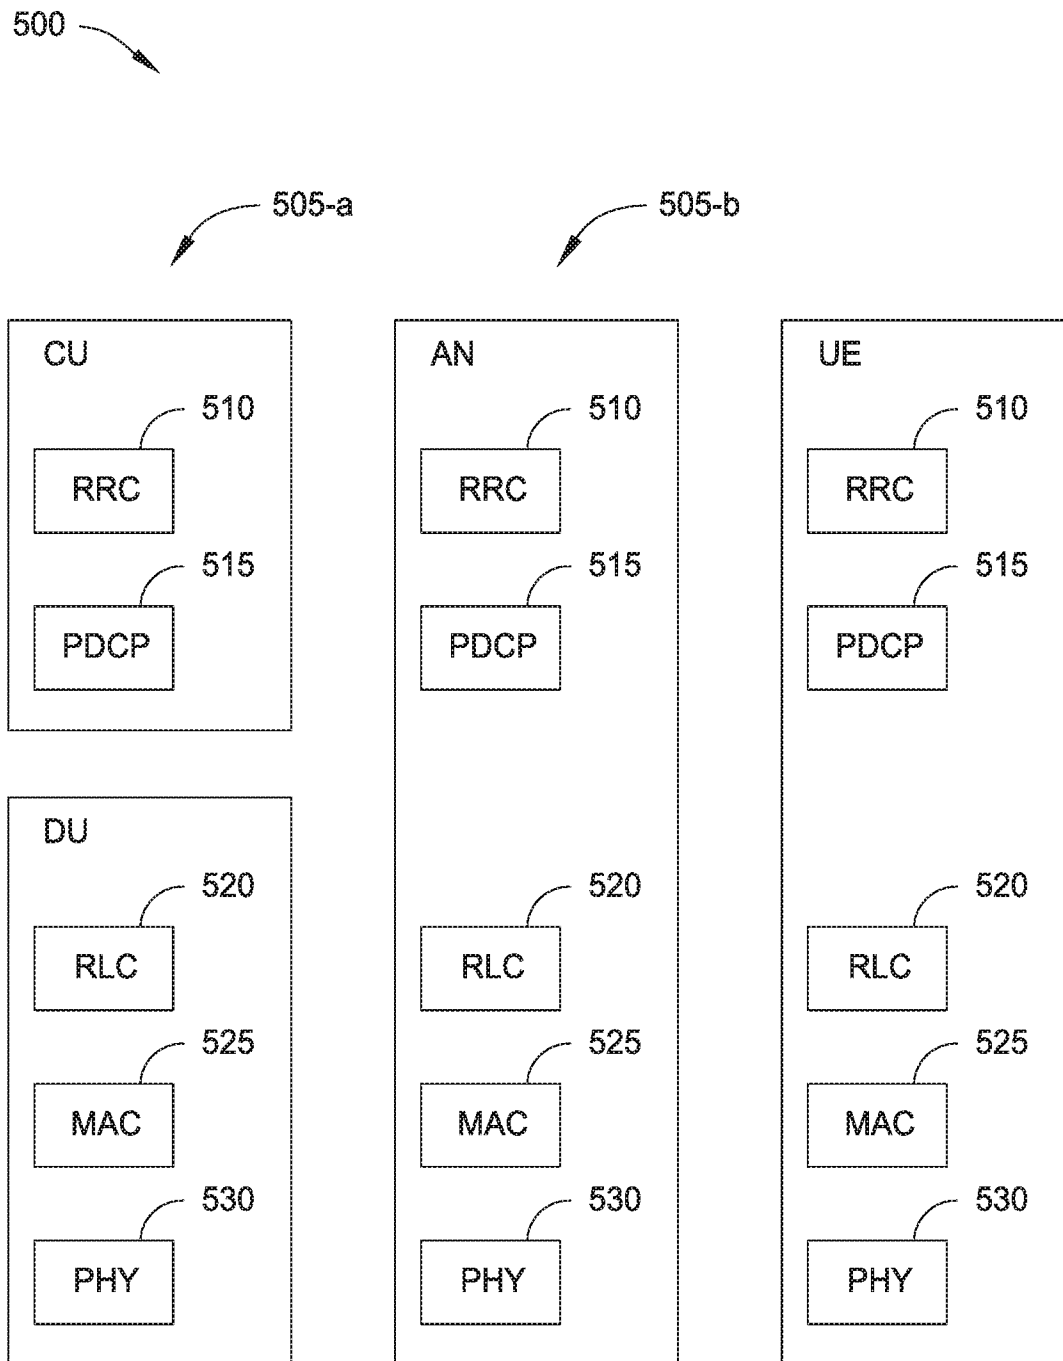 500
505-a 505-b
CU AN UE
510 510 510
RRC RRC RRC
515 515 515
PDCP PDCP PDCP
DU
520 520 520
RLC RLC RLC
525 525 525
MAC MAC MAC
530 530 530
PHY PHY PHY